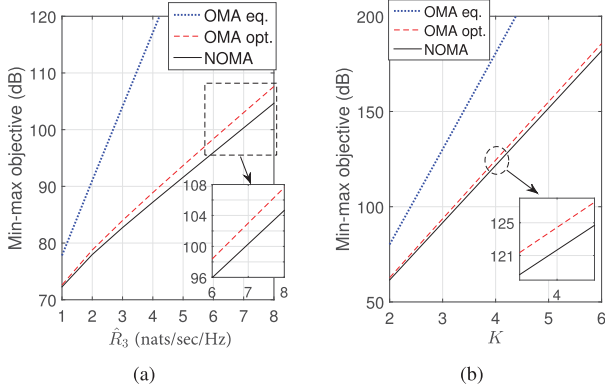 OMA eq.
OMA opt.
NOMA
Min-max objective (dB)
120
110
100
90
80
70
1 2 3 4 5 6 7 8
R̂₃ (nats/sec/Hz)
108
104
100
96
6 7 8
(a)
OMA eq.
OMA opt.
NOMA
Min-max objective (dB)
200
150
100
50
2 3 4 5 6
K
125
121
4
(b)